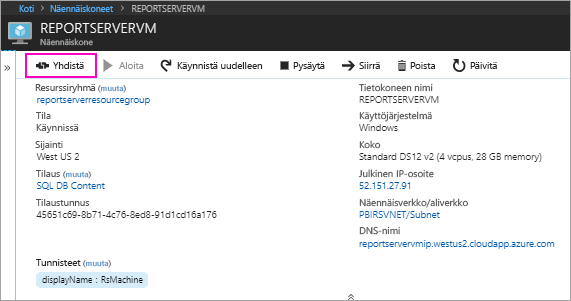 Koti > Näennäiskoneet > REPORTSERVERVM
REPORTSERVERVM
Näennäiskone
» Yhdistä Aloita Käynnistä uudelleen Pysäytä Siirrä Poista Päivitä
Resurssiryhmä (muuta)
reportserverresourcegroup
Tila
Käynnissä
Sijainti
West US 2
Tilaus (muuta)
SQL DB Content
Tilaustunnus
45651c69-8b71-4c76-8ed8-91d1cd16a176
Tietokoneen nimi
REPORTSERVERVM
Käyttöjärjestelmä
Windows
Koko
Standard DS12 v2 (4 vcpus, 28 GB memory)
Julkinen IP-osoite
52.151.27.91
Näennäisverkko/aliverkko
PBIRSVNET/Subnet
DNS-nimi
reportservervmip.westus2.cloudapp.azure.com
Tunnisteet (muuta)
displayName : RsMachine